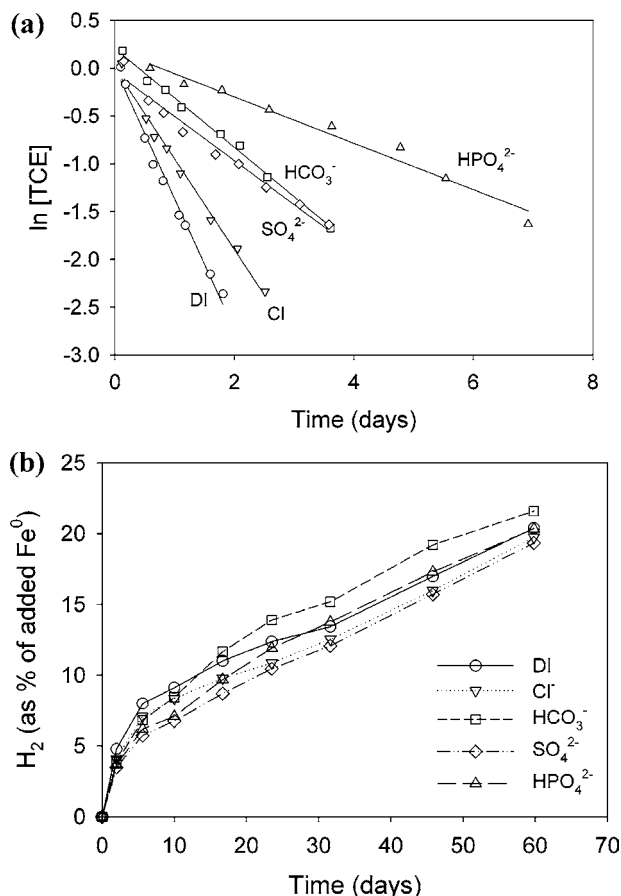 (a)
0.5
0.0
-0.5
-1.0
-1.5
-2.0
-2.5
-3.0
ln [TCE]
HPO₄²⁻
HCO₃⁻
SO₄²⁻
DI
Cl
0 2 4 6 8
Time (days)
(b)
25
20
15
10
5
0
H₂ (as % of added Fe⁰)
DI
Cl⁻
HCO₃⁻
SO₄²⁻
HPO₄²⁻
0 10 20 30 40 50 60 70
Time (days)